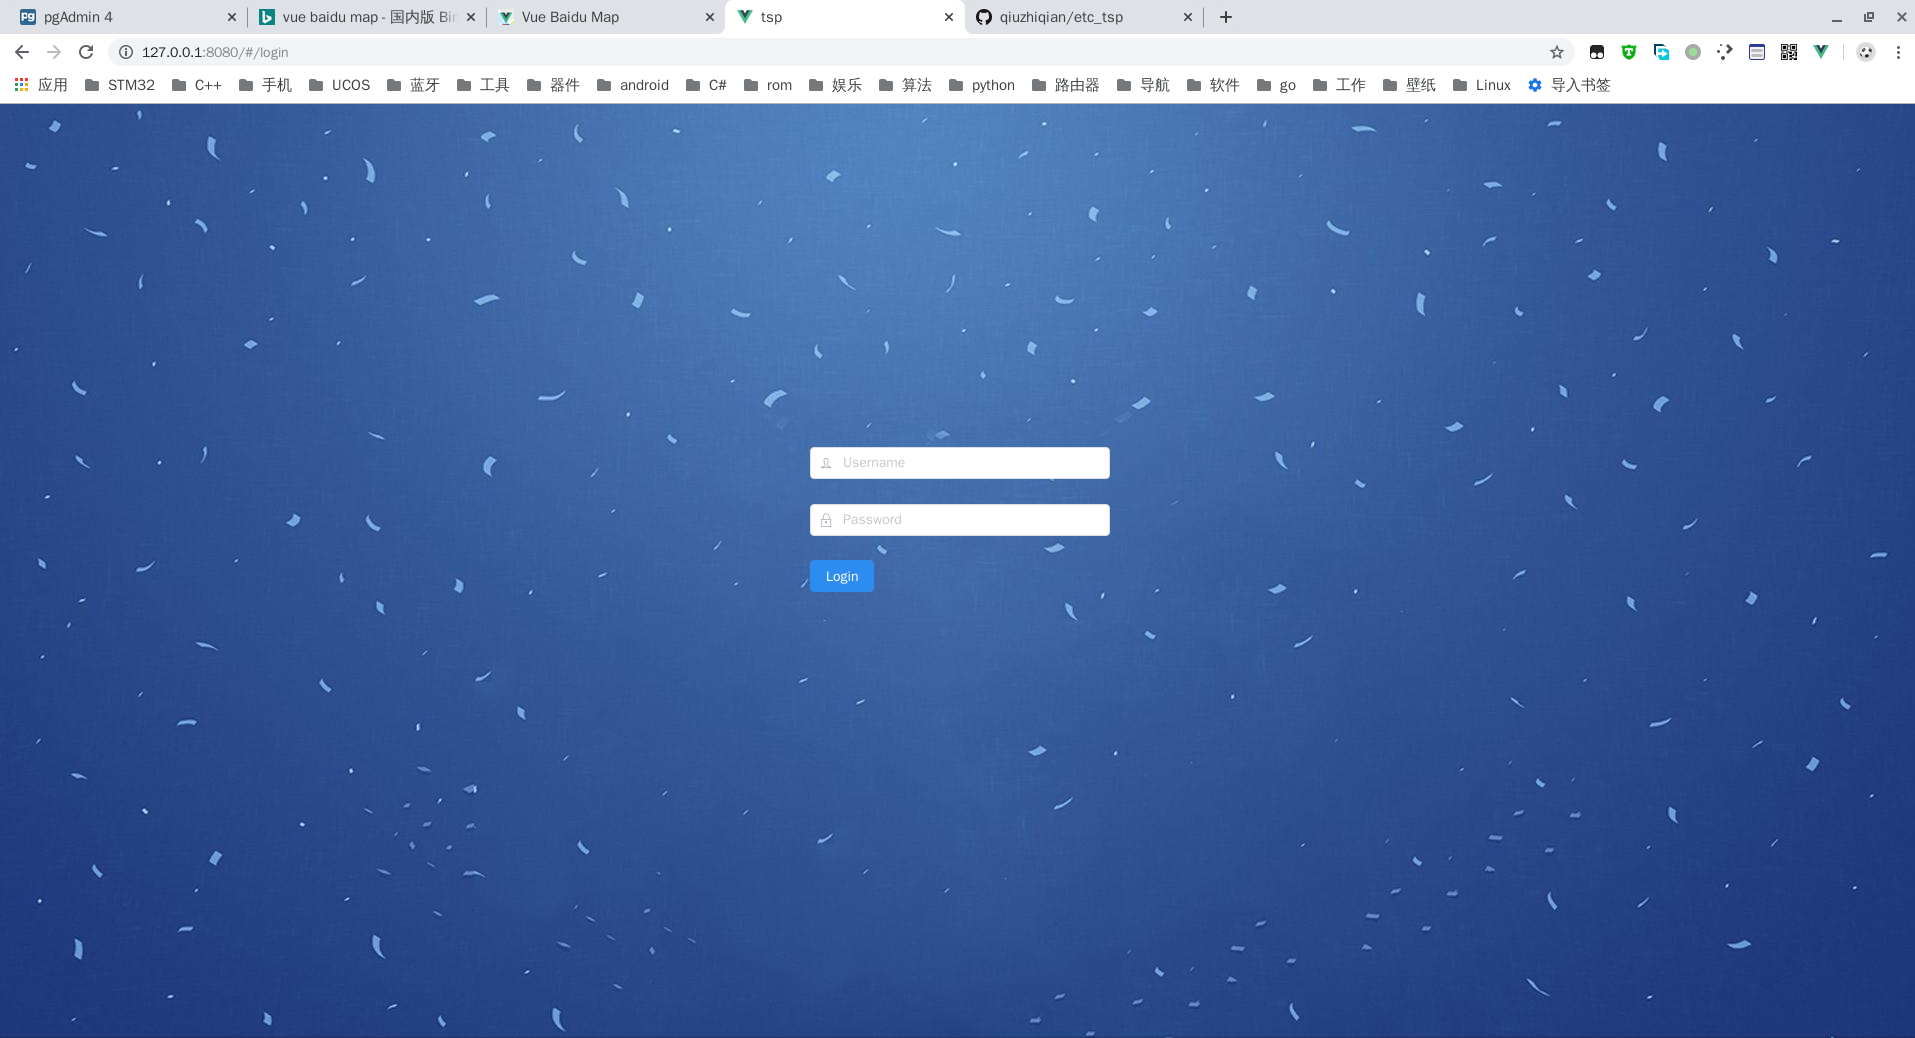 pgAdmin 4
vue baidu map - 国内版 Bin
Vue Baidu Map
tsp
qiuzhiqian/etc_tsp
127.0.0.1:8080/#/login
应用 STM32 C++ 手机 UCOS 蓝牙 工具 器件 android C# rom 娱乐 算法 python 路由器 导航 软件 go 工作 壁纸 Linux 导入书签
Username
Password
Login